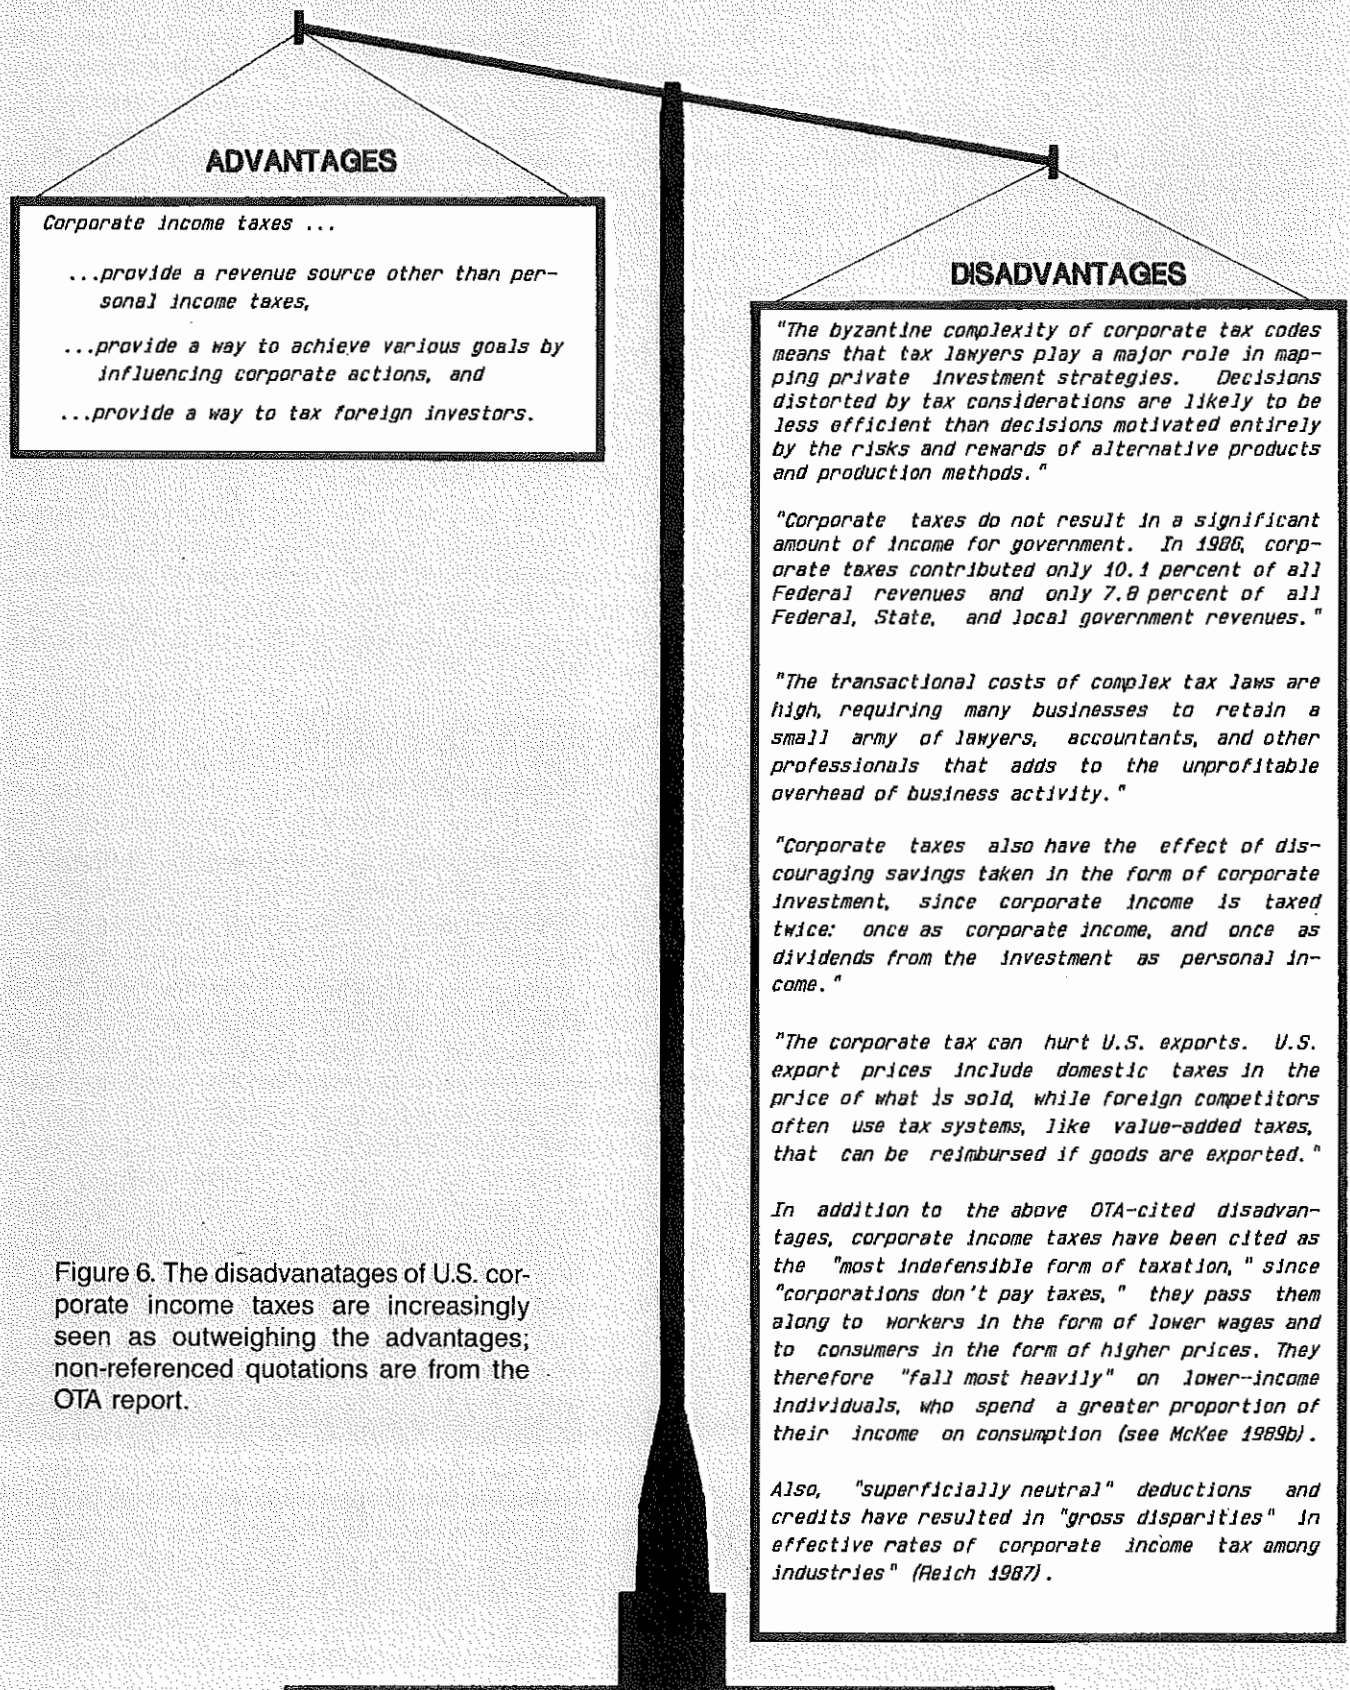 ADVANTAGES
Corporate income taxes ...
...provide a revenue source other than per-
sonal income taxes,
...provide a way to achieve various goals by
influencing corporate actions, and
...provide a way to tax foreign investors.
DISADVANTAGES
"The byzantine complexity of corporate tax codes
means that tax lawyers play a major role in map-
ping private investment strategies. Decisions
distorted by tax considerations are likely to be
less efficient than decisions motivated entirely
by the risks and rewards of alternative products
and production methods."
"Corporate taxes do not result in a significant
amount of income for government. In 1986, corp-
orate taxes contributed only 10.1 percent of all
Federal revenues and only 7.8 percent of all
Federal, State, and local government revenues."
"The transactional costs of complex tax laws are
high, requiring many businesses to retain a
small army of lawyers, accountants, and other
professionals that adds to the unprofitable
overhead of business activity."
"Corporate taxes also have the effect of dis-
couraging savings taken in the form of corporate
investment, since corporate income is taxed
twice: once as corporate income, and once as
dividends from the investment as personal in-
come."
"The corporate tax can hurt U.S. exports. U.S.
export prices include domestic taxes in the
price of what is sold, while foreign competitors
often use tax systems, like value-added taxes,
that can be reimbursed if goods are exported."
In addition to the above OTA-cited disadvan-
tages, corporate income taxes have been cited as
the "most indefensible form of taxation," since
"corporations don't pay taxes," they pass them
along to workers in the form of lower wages and
to consumers in the form of higher prices. They
therefore "fall most heavily" on lower-income
individuals, who spend a greater proportion of
their income on consumption (see McKee 1989b).
Also, "superficially neutral" deductions and
credits have resulted in "gross disparities" in
effective rates of corporate income tax among
industries" (Reich 1987).
Figure 6. The disadvanatages of U.S. cor-
porate income taxes are increasingly
seen as outweighing the advantages;
non-referenced quotations are from the
OTA report.